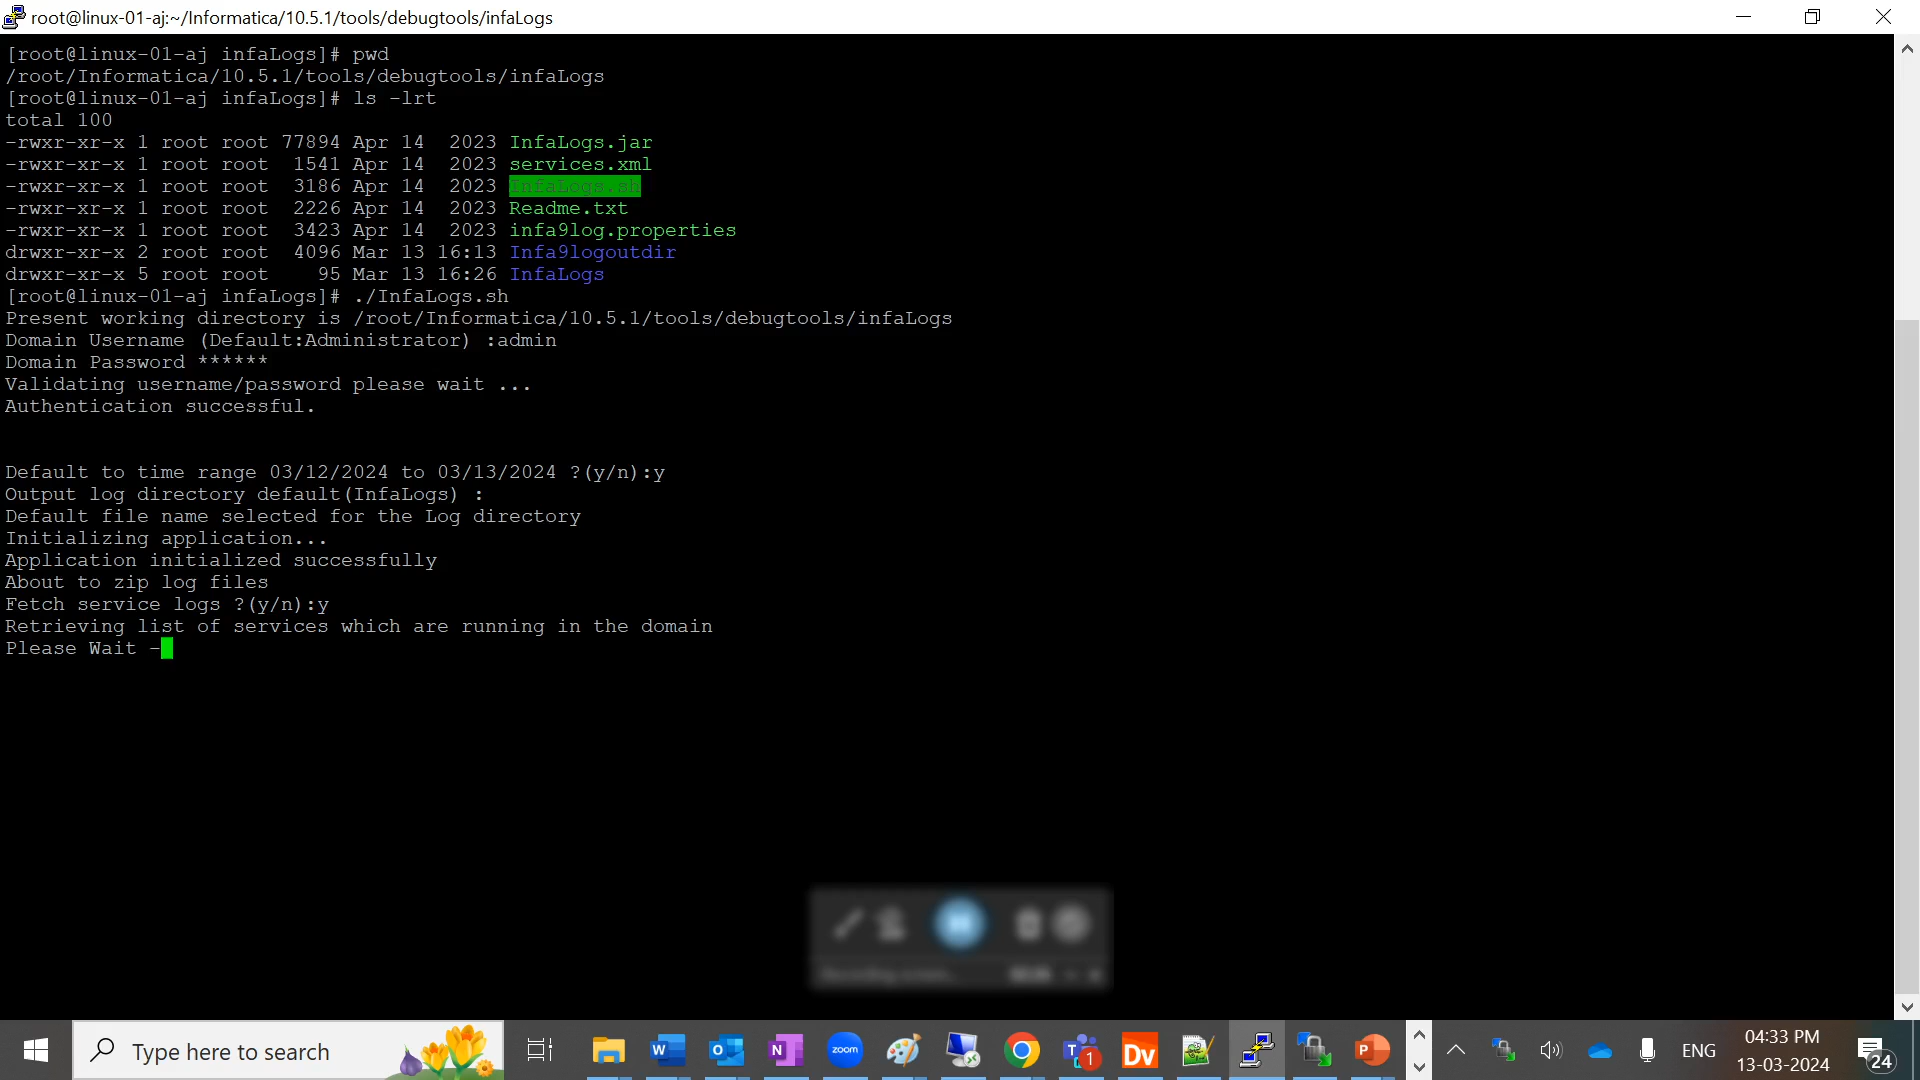 root@linux-01-aj:~/Informatica/10.5.1/tools/debugtools/infaLogs
[root@linux-01-aj infaLogs]# pwd
/root/Informatica/10.5.1/tools/debugtools/infaLogs
[root@linux-01-aj infaLogs]# ls -lrt
total 100
-rwxr-xr-x 1 root root 77894 Apr 14  2023 InfaLogs.jar
-rwxr-xr-x 1 root root  1541 Apr 14  2023 services.xml
-rwxr-xr-x 1 root root  3186 Apr 14  2023 InfaLogs.sh
-rwxr-xr-x 1 root root  2226 Apr 14  2023 Readme.txt
-rwxr-xr-x 1 root root  3423 Apr 14  2023 infa9log.properties
drwxr-xr-x 2 root root  4096 Mar 13 16:13 Infa9logoutdir
drwxr-xr-x 5 root root    95 Mar 13 16:26 InfaLogs
[root@linux-01-aj infaLogs]# ./InfaLogs.sh
Present working directory is /root/Informatica/10.5.1/tools/debugtools/infaLogs
Domain Username (Default:Administrator) :admin
Domain Password ******
Validating username/password please wait ...
Authentication successful.
Default to time range 03/12/2024 to 03/13/2024 ?(y/n):y
Output log directory default(InfaLogs) :
Default file name selected for the Log directory
Initializing application...
Application initialized successfully
About to zip log files
Fetch service logs ?(y/n):y
Retrieving list of services which are running in the domain
Please Wait -
Type here to search
W
N
zoom
T 1
Dv
P
ENG
04:33 PM
13-03-2024
24